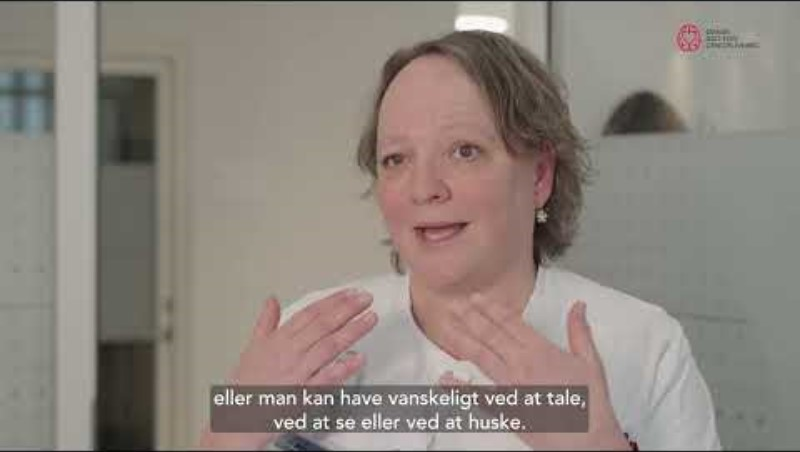 eller man kan have vanskeligt ved at tale,
ved at se eller ved at huske.